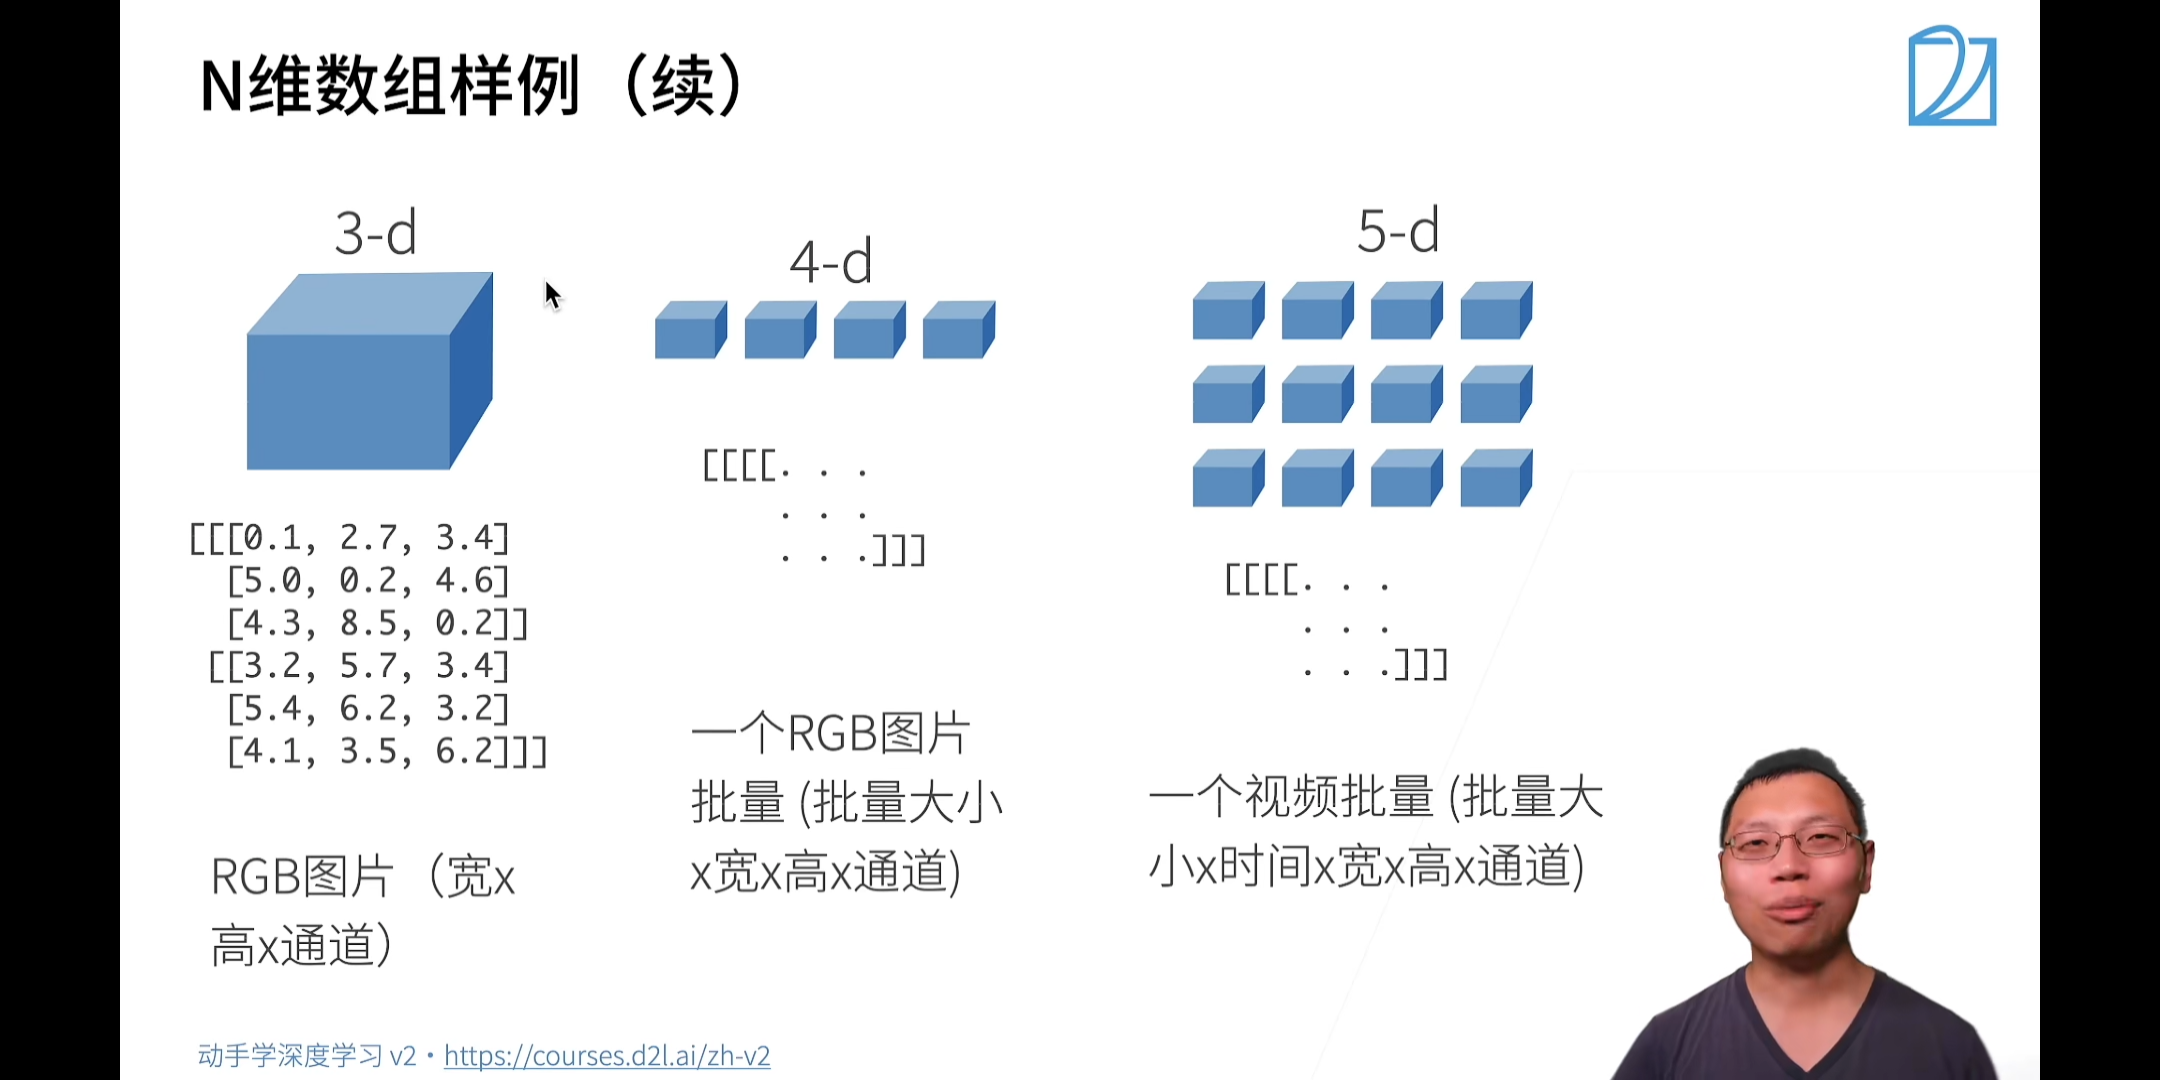 N维数组样例（续）
3-d
[[[0.1, 2.7, 3.4]
[5.0, 0.2, 4.6]
[4.3, 8.5, 0.2]]
[[3.2, 5.7, 3.4]
[5.4, 6.2, 3.2]
[4.1, 3.5, 6.2]]]
RGB图片（宽x
高x通道）
4-d
[[[[. . .
. . .
. . .]]]
一个RGB图片
批量 (批量大小
x宽x高x通道)
5-d
[[[[. . .
. . .
. . .]]]
一个视频批量 (批量大
小x时间x宽x高x通道)
动手学深度学习 v2 • https://courses.d2l.ai/zh-v2